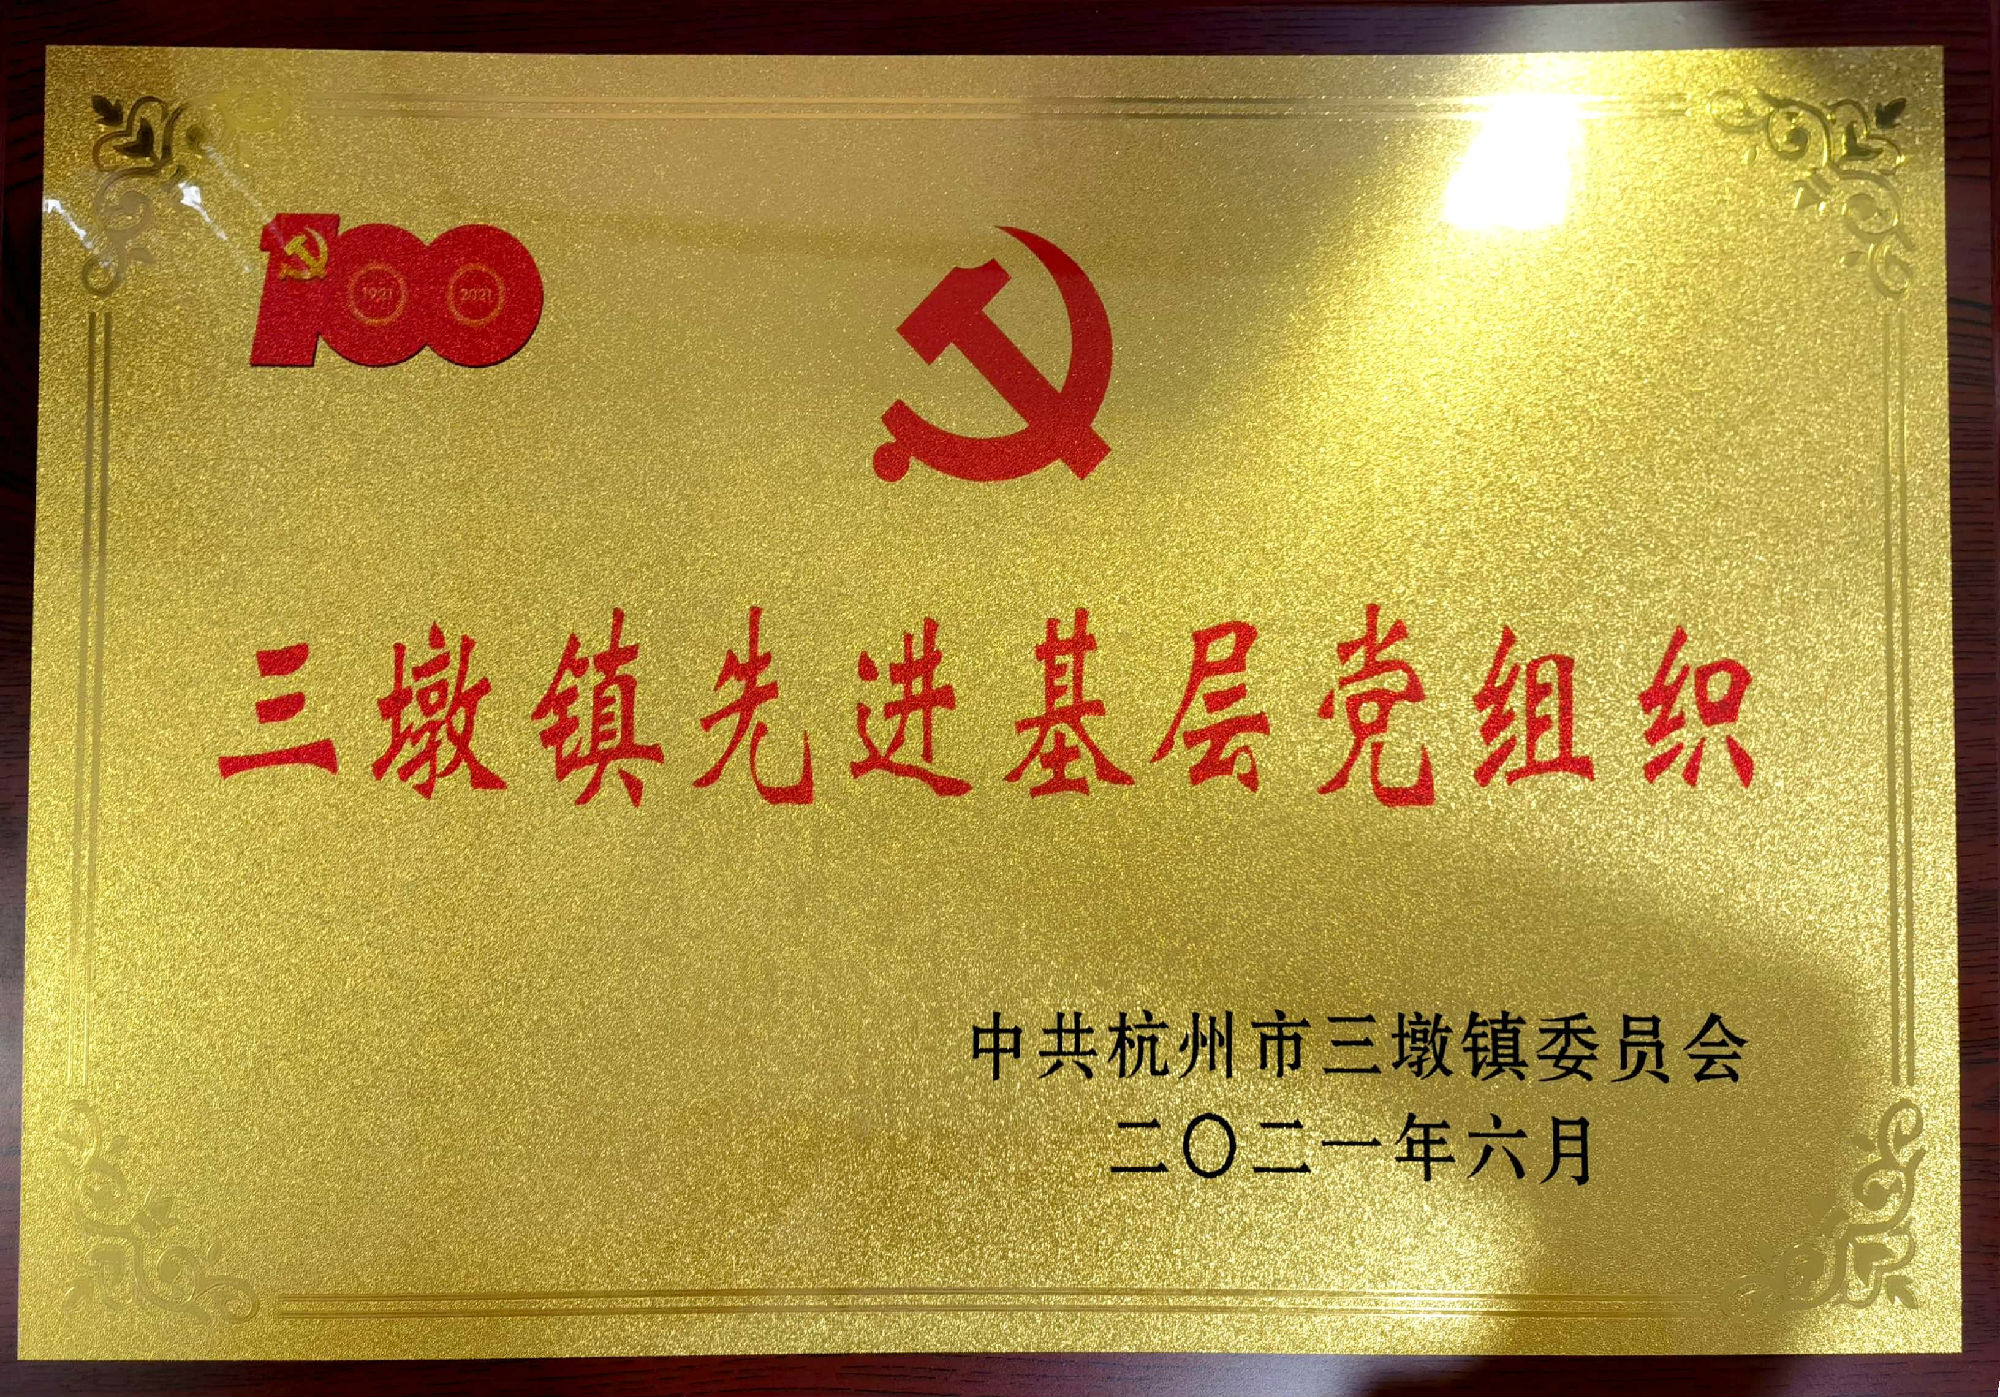 100
1921 2021
三墩镇先进基层党组织
中共杭州市三墩镇委员会
二〇二一年六月